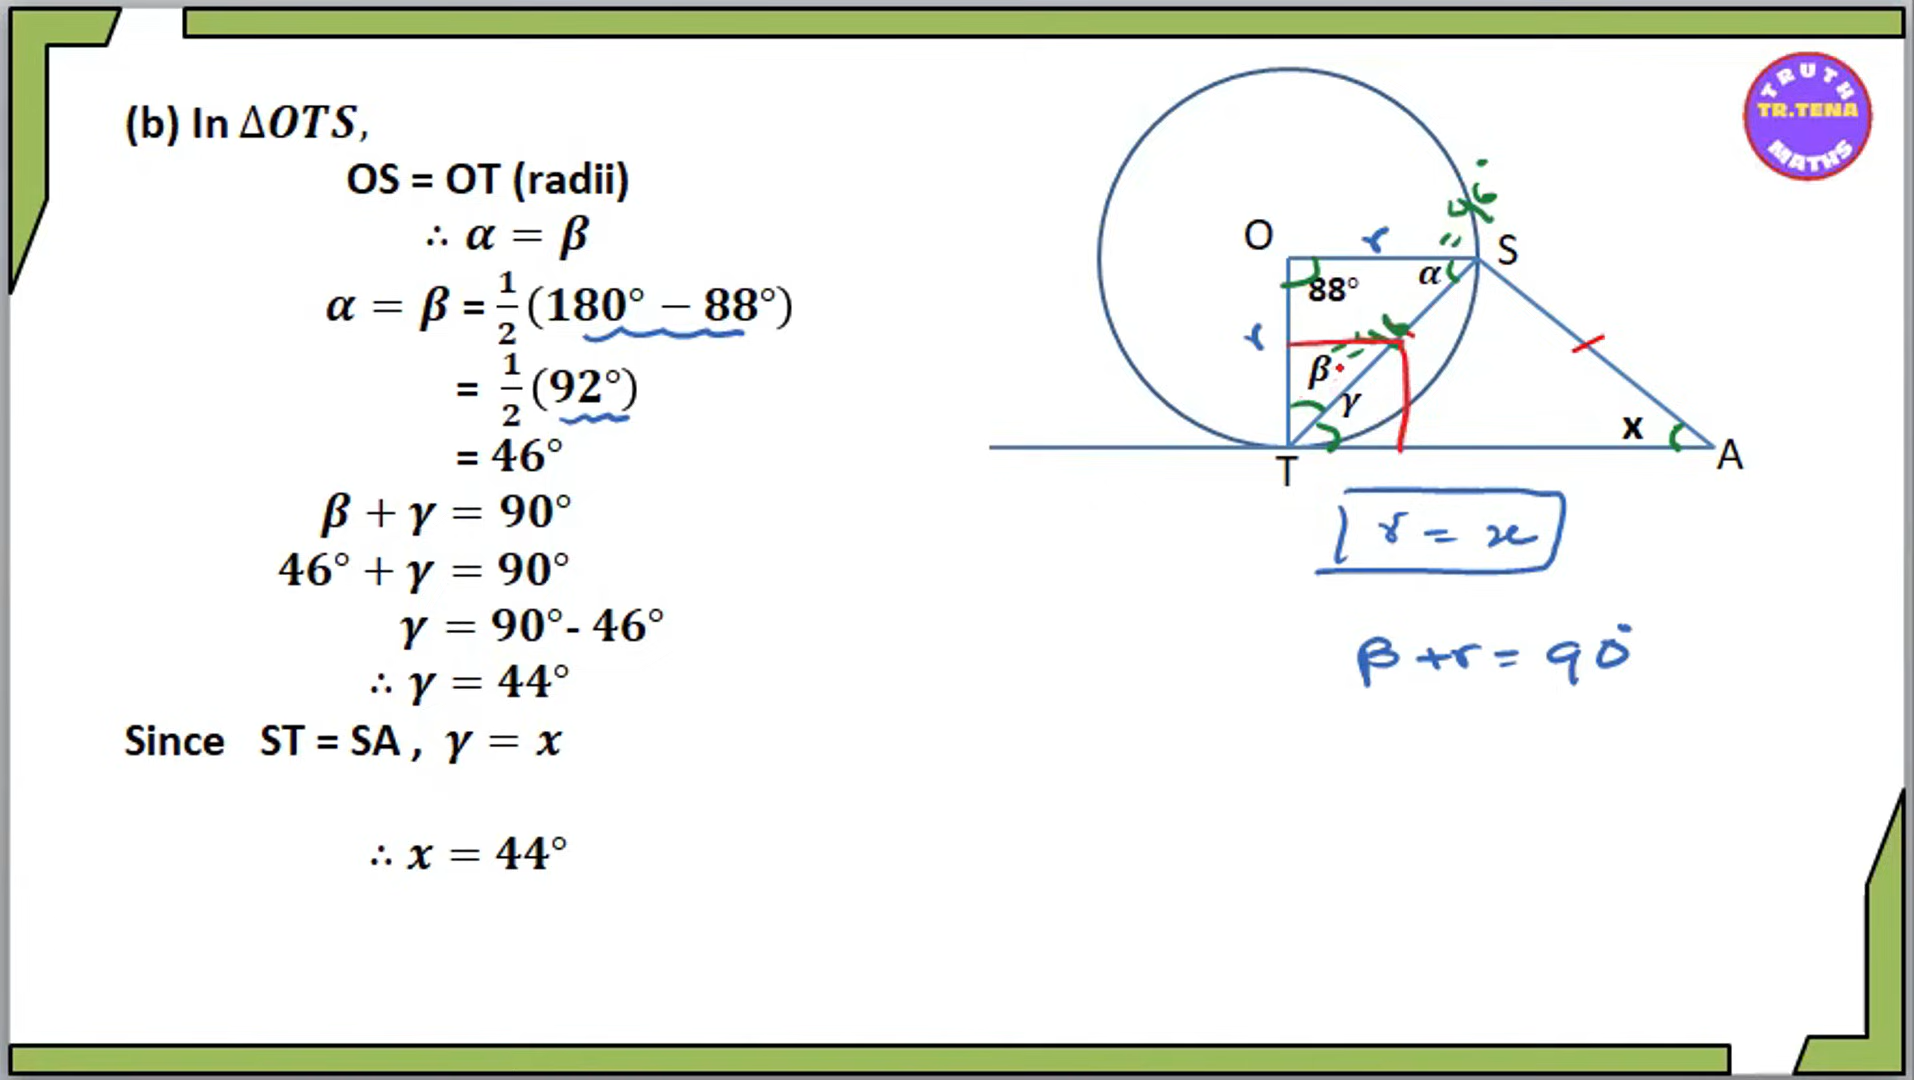 (b) In ΔOTS,
OS = OT (radii)
∴ α = β
α = β = 1/2 (180° − 88°)
= 1/2 (92°)
= 46°
β + γ = 90°
46° + γ = 90°
γ = 90°- 46°
∴ γ = 44°
Since ST = SA , γ = x
∴ x = 44°
TRUTH
TR.TENA
MATHS
O
r
S
α
88°
r
β
γ
x
T
A
r = x
β + r = 90°